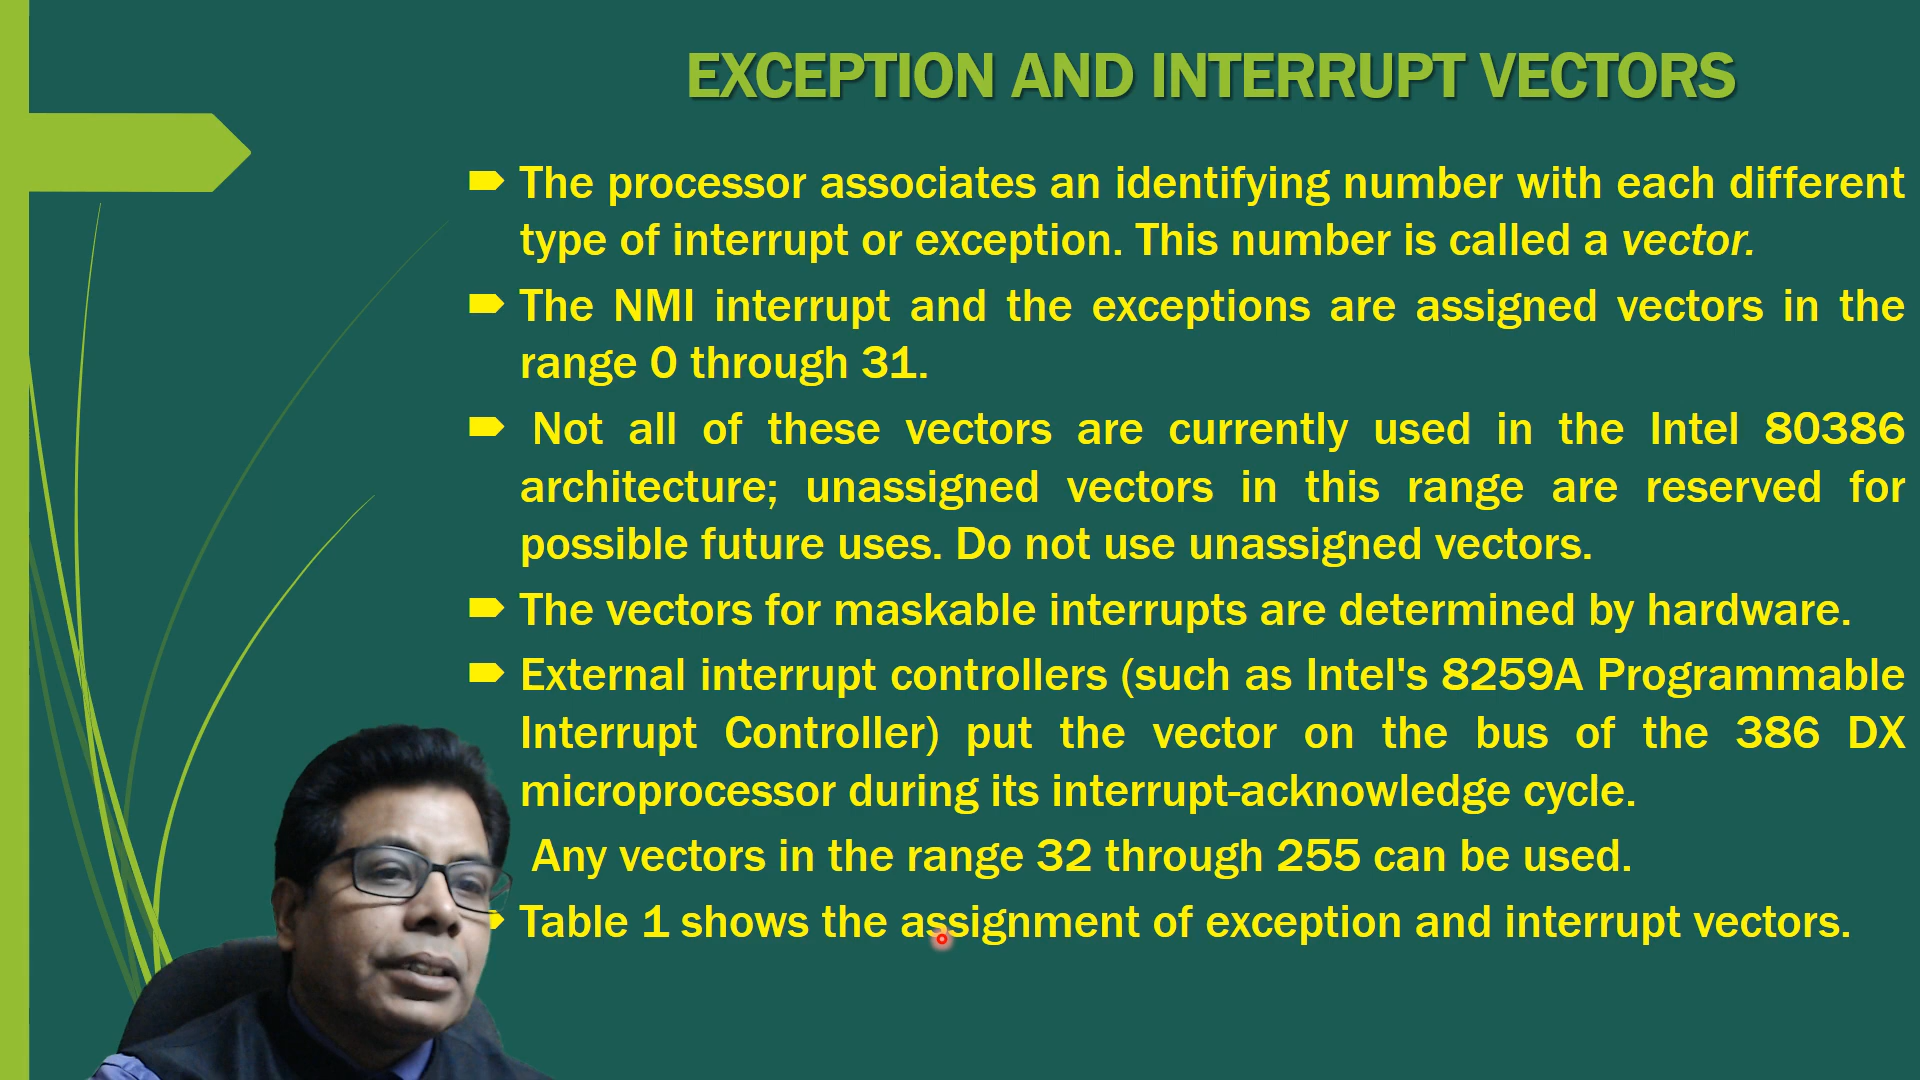 EXCEPTION AND INTERRUPT VECTORS
The processor associates an identifying number with each different
type of interrupt or exception. This number is called a vector.
The NMI interrupt and the exceptions are assigned vectors in the
range 0 through 31.
Not all of these vectors are currently used in the Intel 80386
architecture; unassigned vectors in this range are reserved for
possible future uses. Do not use unassigned vectors.
The vectors for maskable interrupts are determined by hardware.
External interrupt controllers (such as Intel's 8259A Programmable
Interrupt Controller) put the vector on the bus of the 386 DX
microprocessor during its interrupt-acknowledge cycle.
Any vectors in the range 32 through 255 can be used.
Table 1 shows the assignment of exception and interrupt vectors.